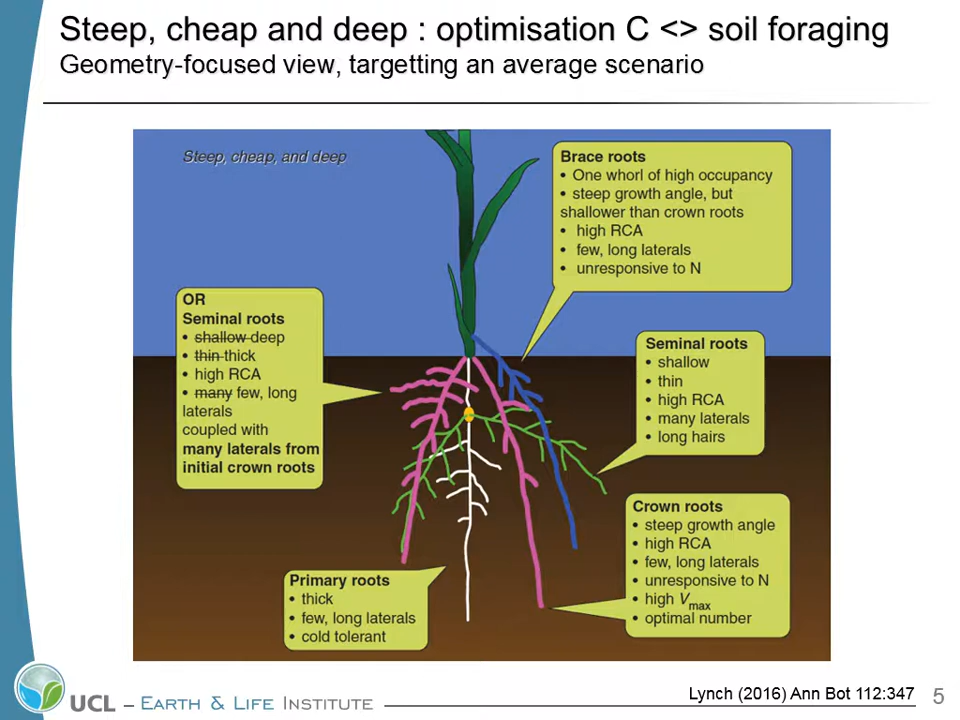 Steep, cheap and deep : optimisation C <> soil foraging
Geometry-focused view, targetting an average scenario
Steep, cheap, and deep
Brace roots
• One whorl of high occupancy
• steep growth angle, but
shallower than crown roots
• high RCA
• few, long laterals
• unresponsive to N
OR
Seminal roots
• ~~shallow~~ deep
• ~~thin~~ thick
• high RCA
• ~~many~~ few, long
laterals
coupled with
many laterals from
initial crown roots
Seminal roots
• shallow
• thin
• high RCA
• many laterals
• long hairs
Crown roots
• steep growth angle
• high RCA
• few, long laterals
• unresponsive to N
• high Vmax
• optimal number
Primary roots
• thick
• few, long laterals
• cold tolerant
UCL – EARTH & LIFE INSTITUTE
Lynch (2016) Ann Bot 112:347
5